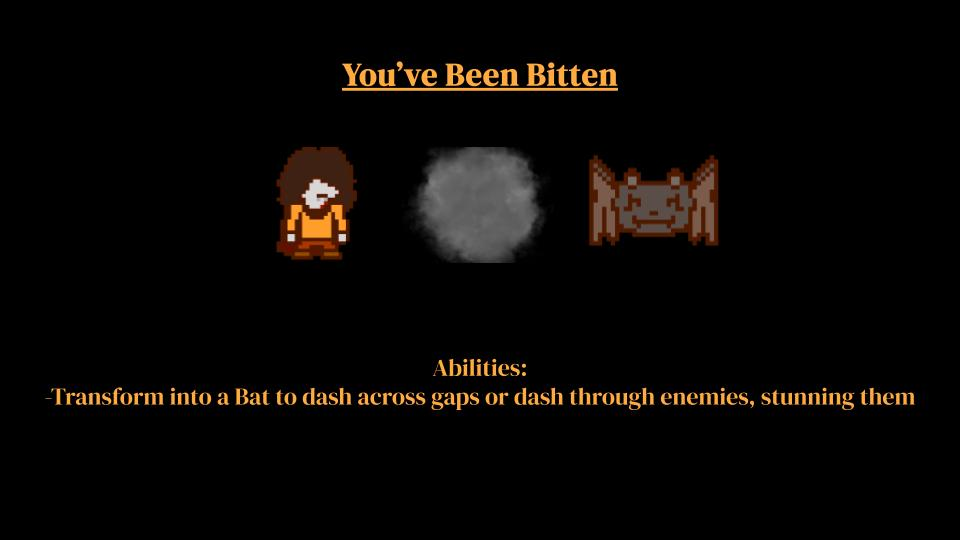 You’ve Been Bitten
Abilities:
-Transform into a Bat to dash across gaps or dash through enemies, stunning them